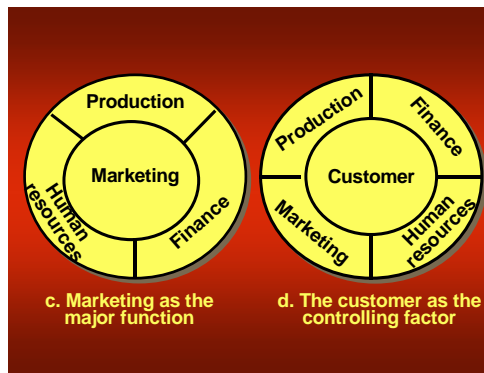 Production
Marketing
Human
resources
Finance
c. Marketing as the
major function
Production
Finance
Customer
Marketing
Human
resources
d. The customer as the
controlling factor